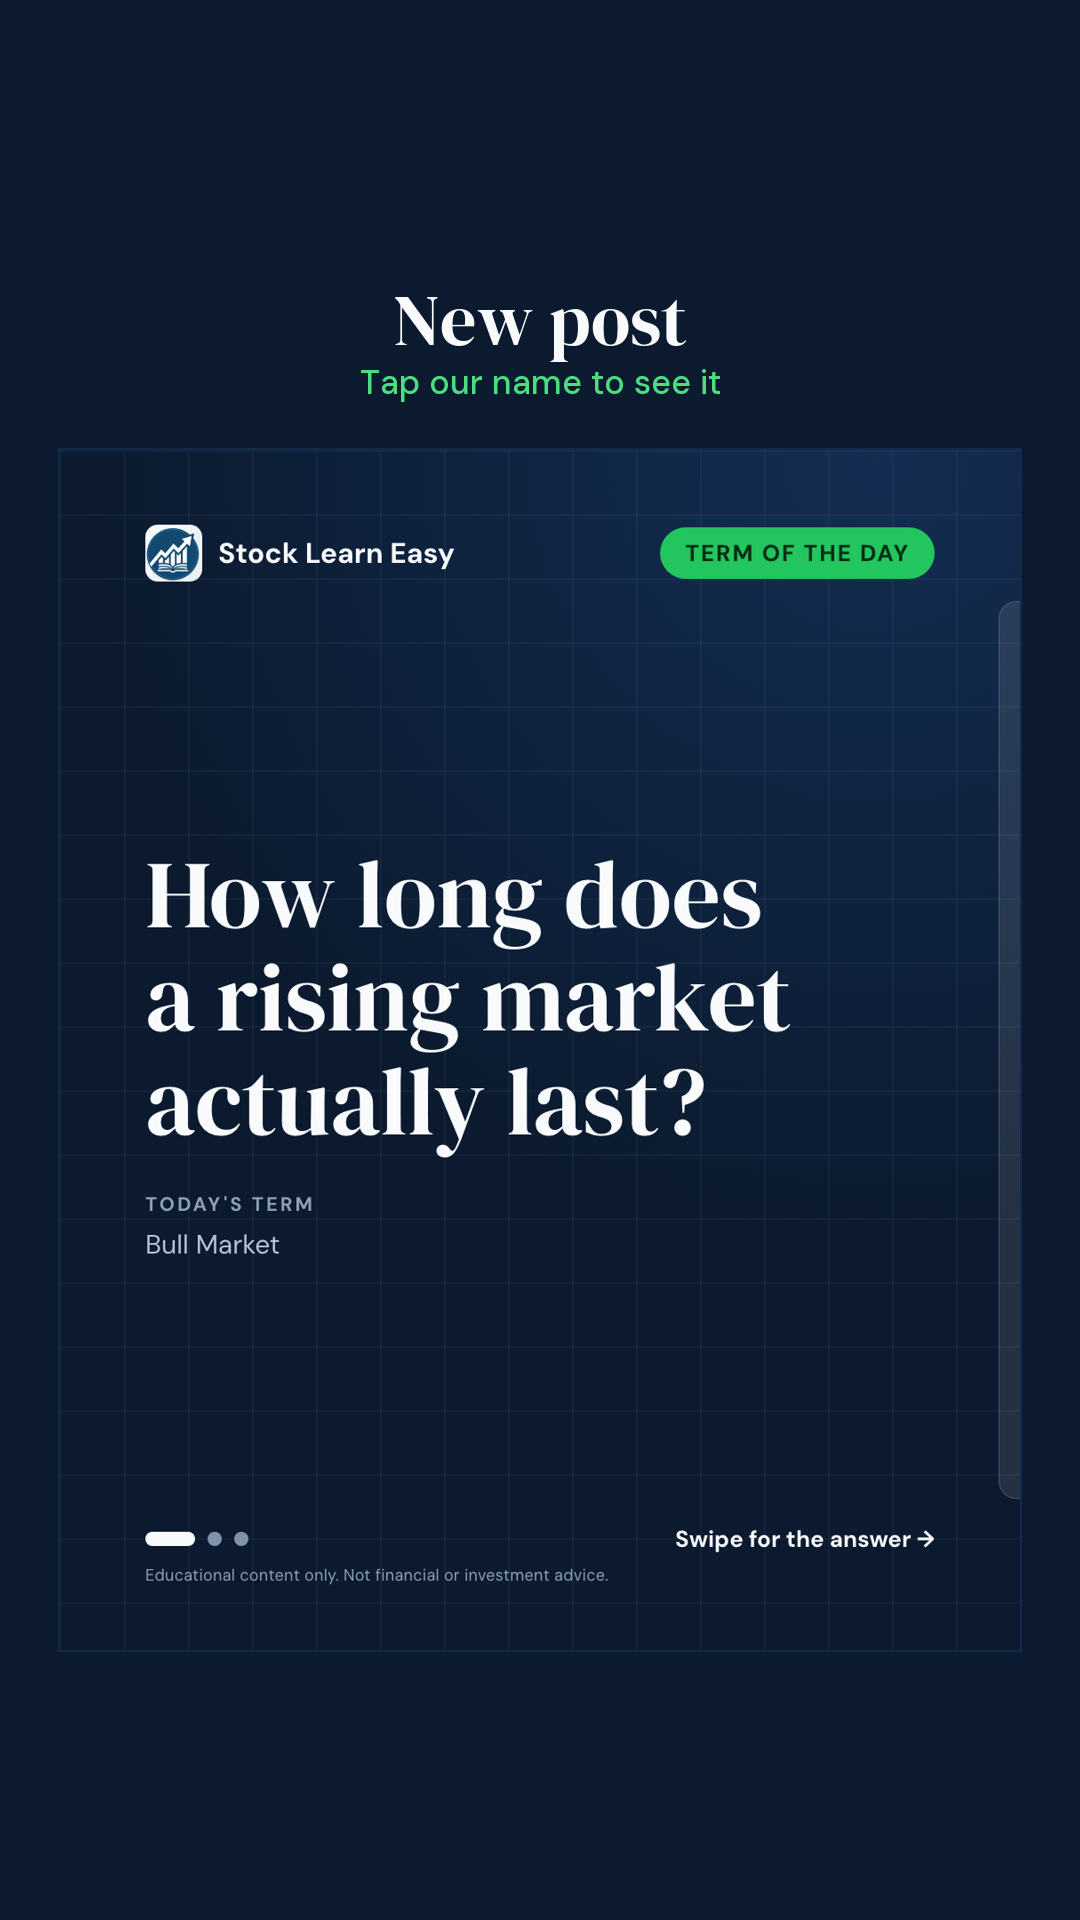 New post
Tap our name to see it
Stock Learn Easy
TERM OF THE DAY
How long does
a rising market
actually last?
TODAY'S TERM
Bull Market
Swipe for the answer →
Educational content only. Not financial or investment advice.